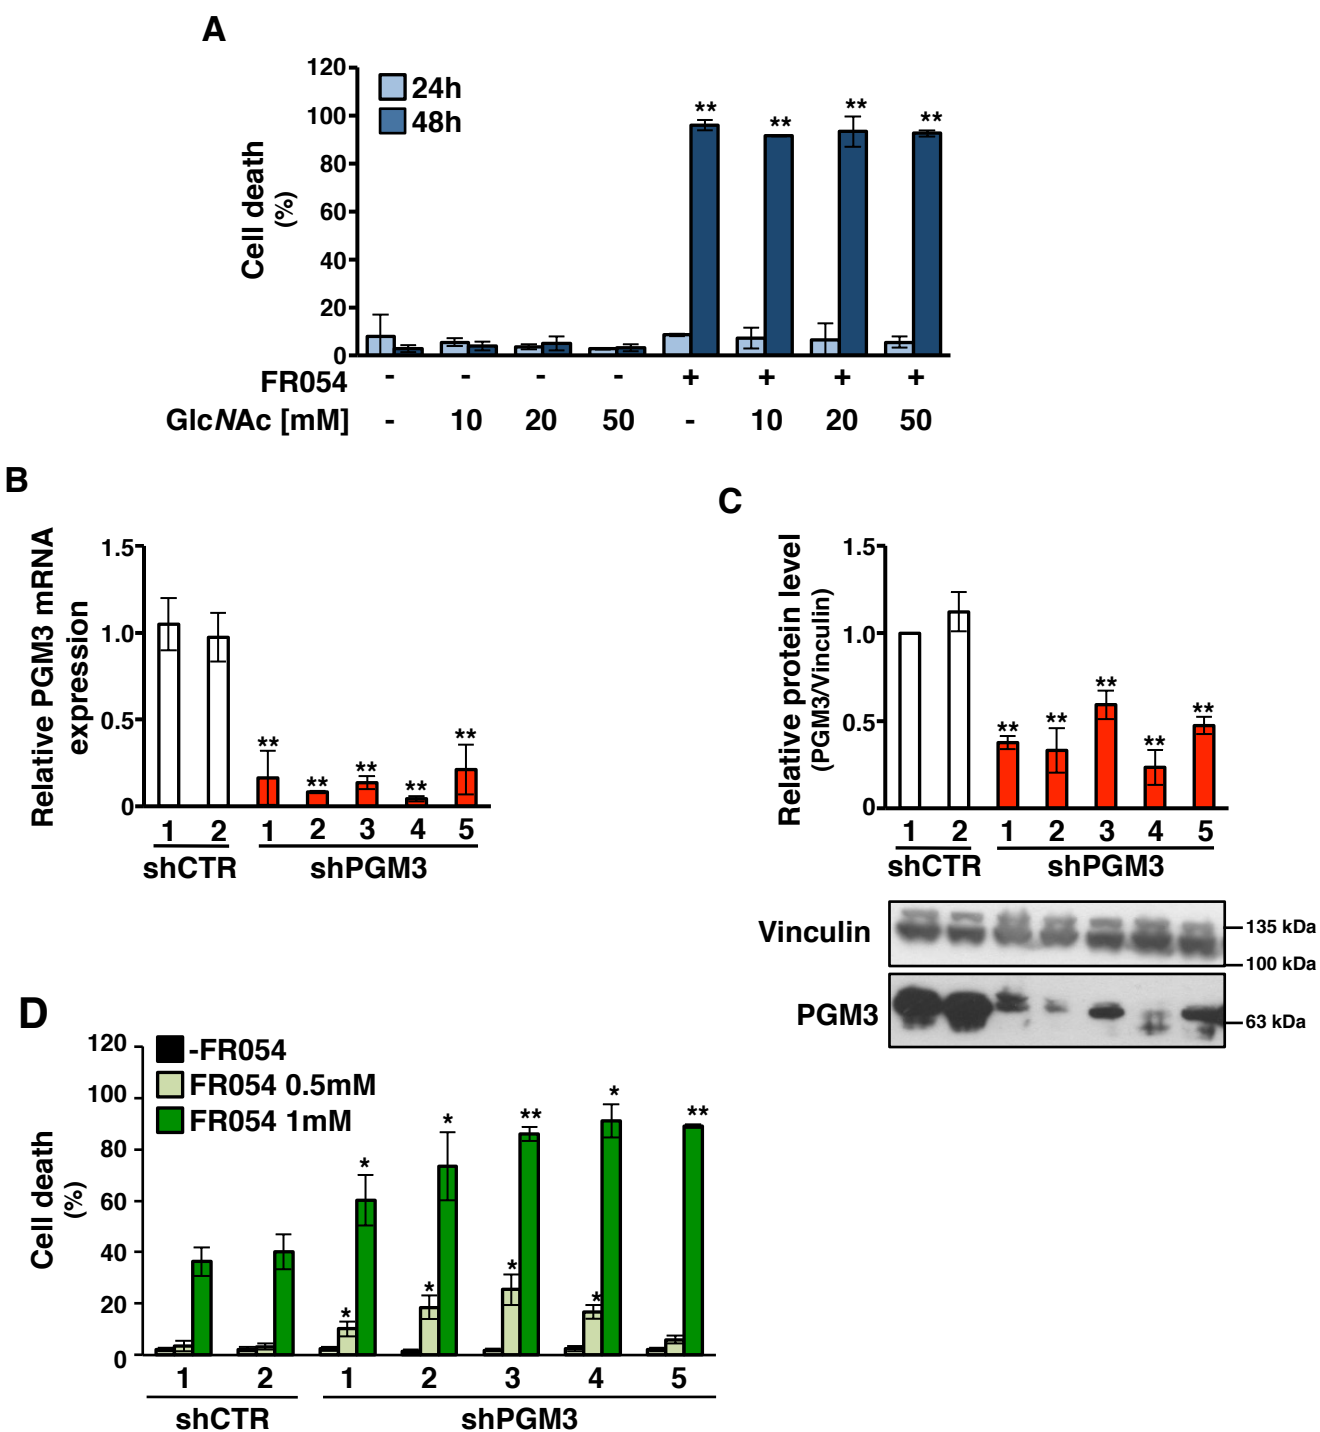 A
120
100
80
60
40
20
0
Cell death
(%)
24h
48h
** ** ** **
FR054 - - - - + + + +
GlcNAc [mM] - 10 20 50 - 10 20 50
B
Relative PGM3 mRNA
expression
1.5
1.0
0.5
0
** ** ** ** **
1 2 1 2 3 4 5
shCTR shPGM3
C
Relative protein level
(PGM3/Vinculin)
1.5
1.0
0.5
0
** ** ** ** **
1 2 1 2 3 4 5
shCTR shPGM3
Vinculin
135 kDa
100 kDa
PGM3
63 kDa
D
Cell death
(%)
120
100
80
60
40
20
0
-FR054
FR054 0.5mM
FR054 1mM
* * * * * ** * * **
1 2 1 2 3 4 5
shCTR shPGM3